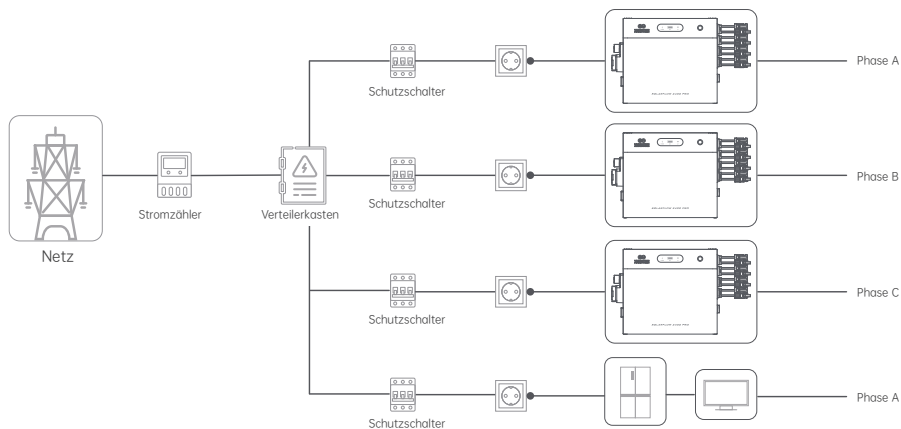 Phase A
Schutzschalter
Phase B
Schutzschalter
Stromzähler
Verteilerkasten
Netz
Phase C
Schutzschalter
Phase A
Schutzschalter